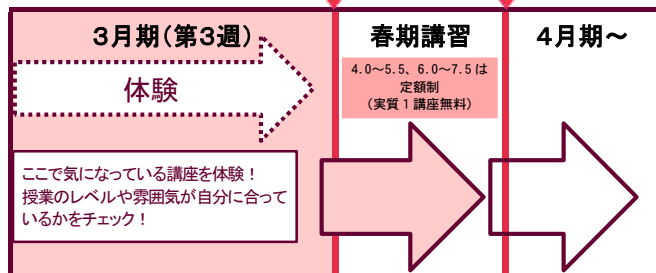 3月期(第3週)
春期講習
4月期～
体験
4.0～5.5、6.0～7.5 は
定額制
(実質1講座無料)
ここで気になっている講座を体験！
授業のレベルや雰囲気が自分に合って
いるかをチェック！